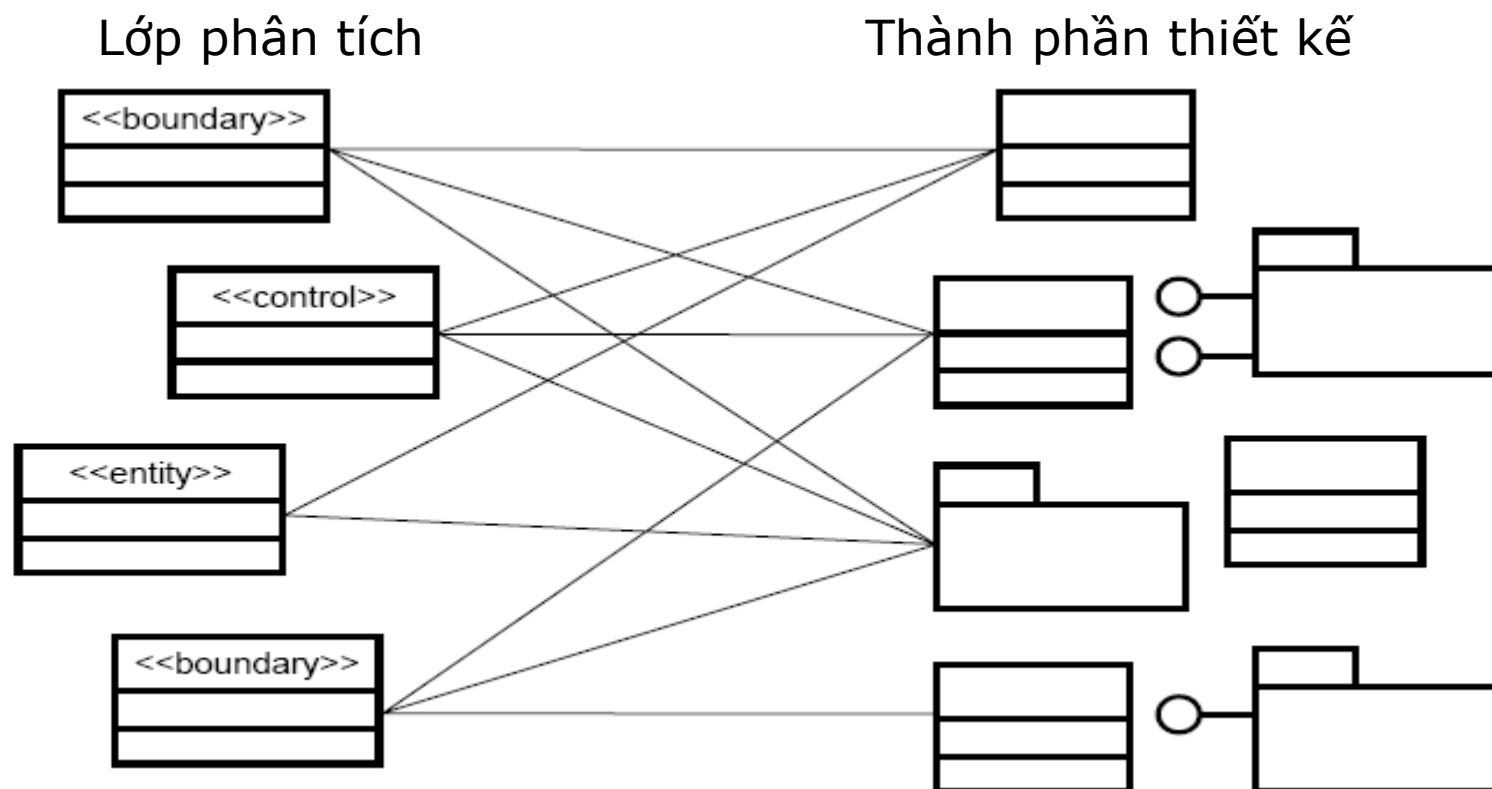 Lớp phân tích
Thành phần thiết kế
<<boundary>>
<<control>>
<<entity>>
<<boundary>>